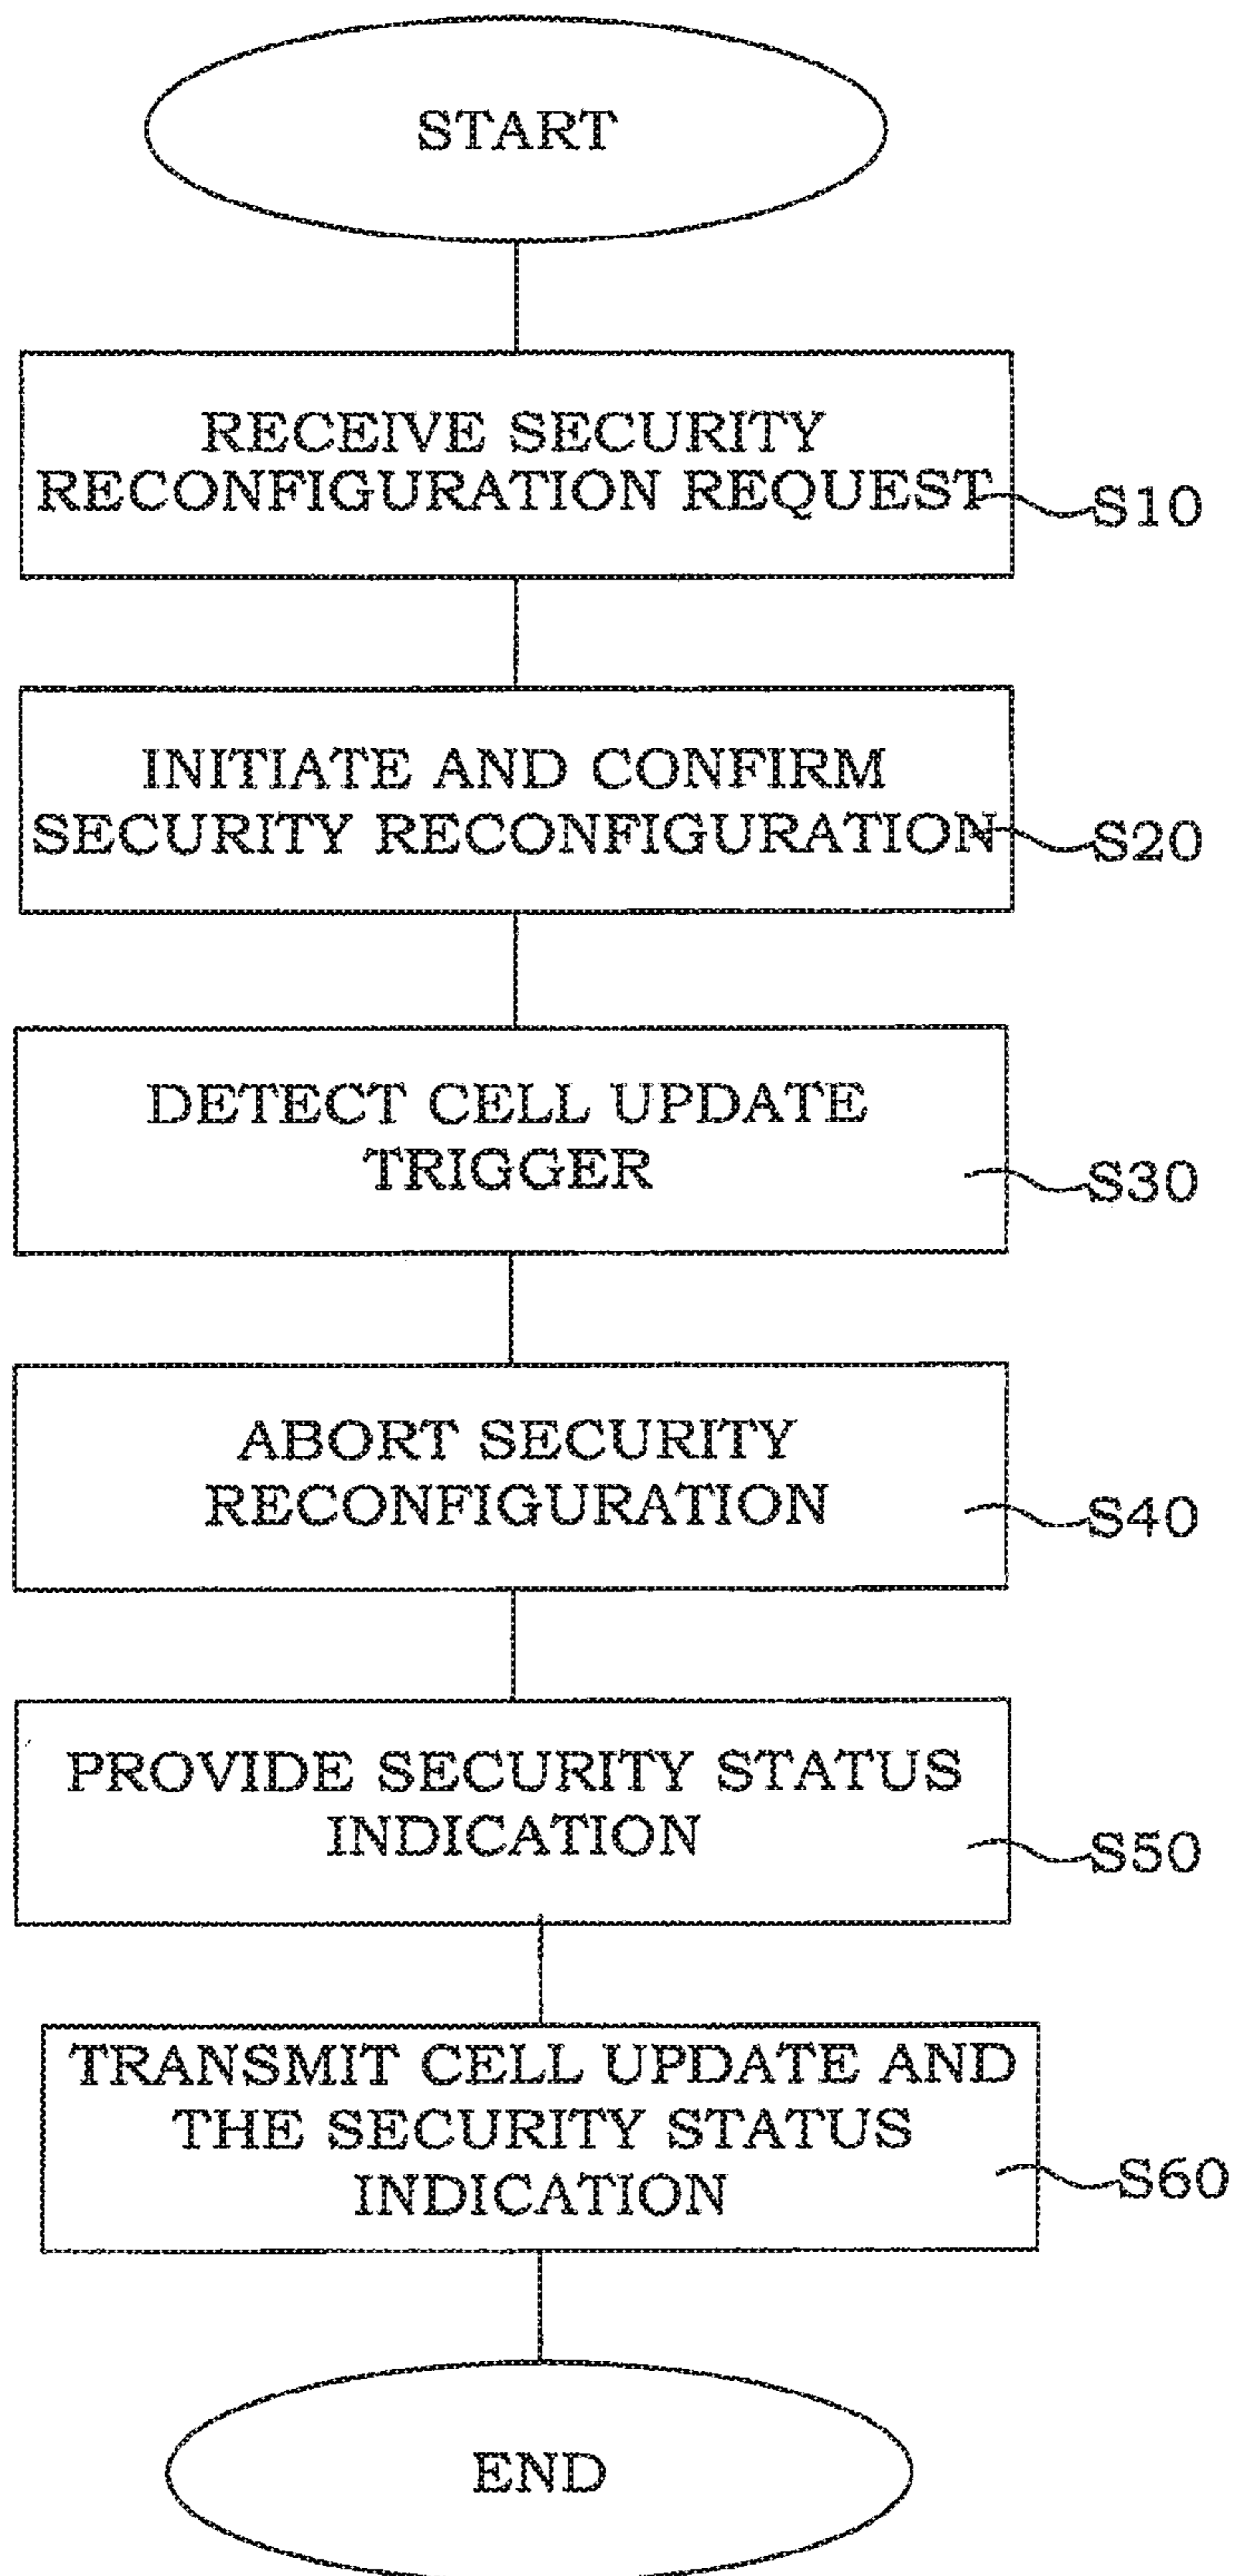 START
RECEIVE SECURITY
RECONFIGURATION REQUEST
S10
INITIATE AND CONFIRM
SECURITY RECONFIGURATION
S20
DETECT CELL UPDATE
TRIGGER
S30
ABORT SECURITY
RECONFIGURATION
S40
PROVIDE SECURITY STATUS
INDICATION
S50
TRANSMIT CELL UPDATE AND
THE SECURITY STATUS
INDICATION
S60
END